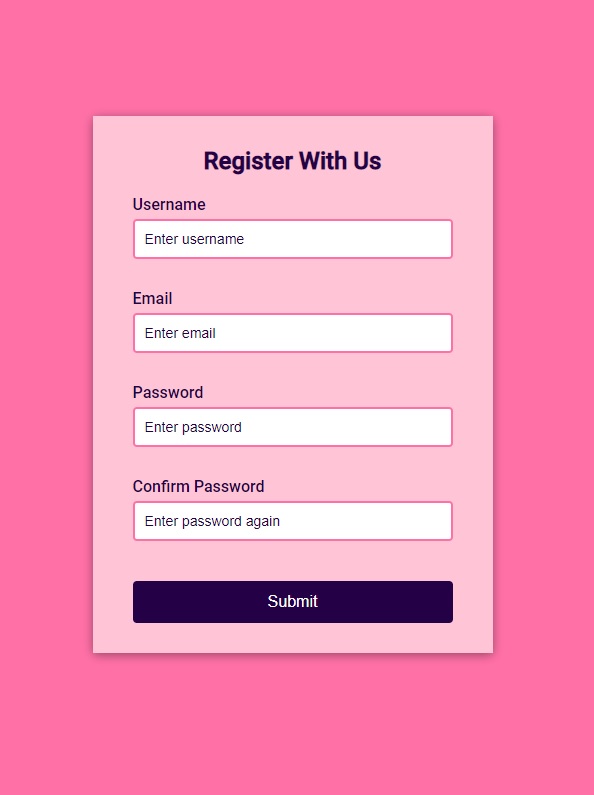 Register With Us
Username
Enter username
Email
Enter email
Password
Enter password
Confirm Password
Enter password again
Submit